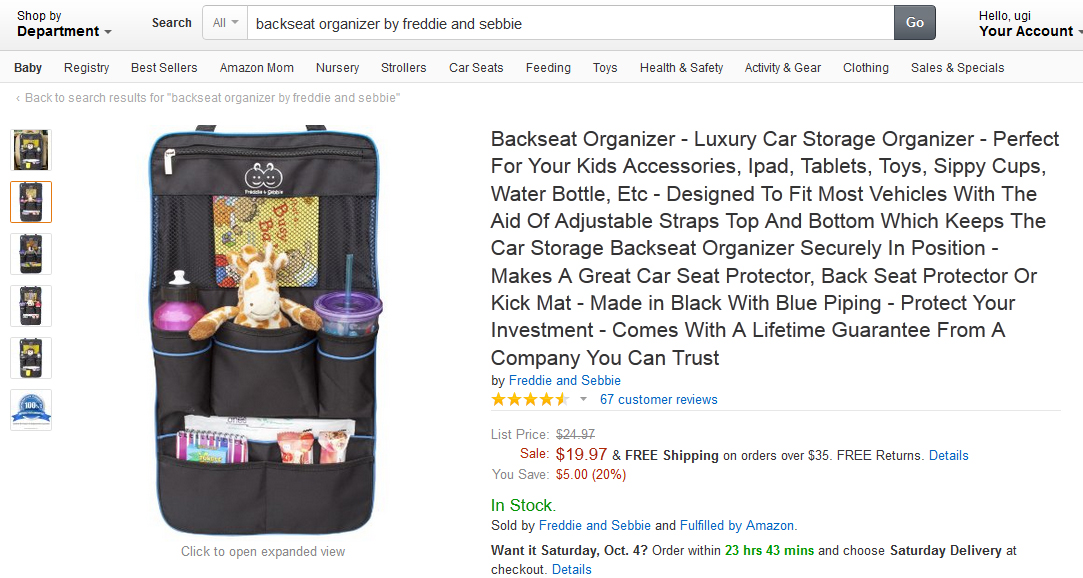 Shop by
Department
Search
All
backseat organizer by freddie and sebbie
Go
Hello, ugi
Your Account
Baby Registry Best Sellers Amazon Mom Nursery Strollers Car Seats Feeding Toys Health & Safety Activity & Gear Clothing Sales & Specials
‹ Back to search results for "backseat organizer by freddie and sebbie"
Freddie & Sebbie
Busy
100%
Click to open expanded view
Backseat Organizer - Luxury Car Storage Organizer - Perfect
For Your Kids Accessories, Ipad, Tablets, Toys, Sippy Cups,
Water Bottle, Etc - Designed To Fit Most Vehicles With The
Aid Of Adjustable Straps Top And Bottom Which Keeps The
Car Storage Backseat Organizer Securely In Position -
Makes A Great Car Seat Protector, Back Seat Protector Or
Kick Mat - Made in Black With Blue Piping - Protect Your
Investment - Comes With A Lifetime Guarantee From A
Company You Can Trust
by Freddie and Sebbie
67 customer reviews
List Price: $24.97
Sale: $19.97 & FREE Shipping on orders over $35. FREE Returns. Details
You Save: $5.00 (20%)
In Stock.
Sold by Freddie and Sebbie and Fulfilled by Amazon.
Want it Saturday, Oct. 4? Order within 23 hrs 43 mins and choose Saturday Delivery at
checkout. Details